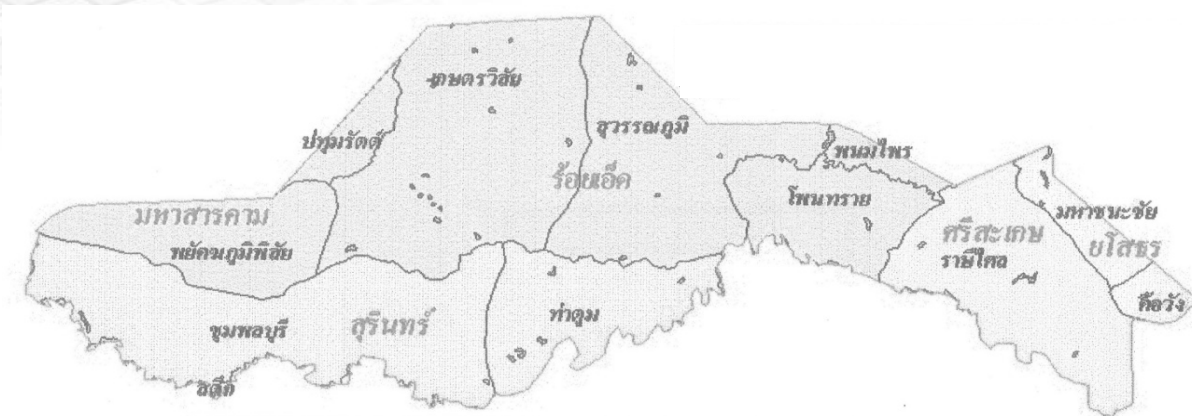 เกษตรวิสัย
สุวรรณภูมิ
ปทุมรัตต์
พนมไพร
ร้อยเอ็ด
โพนทราย
มหาสารคาม
มหาชนะชัย
พยัคฆภูมิพิสัย
ศรีสะเกษ
ยโสธร
ราษีไศล
คือวัง
ท่าตูม
สุรินทร์
ชุมพลบุรี
สตึก